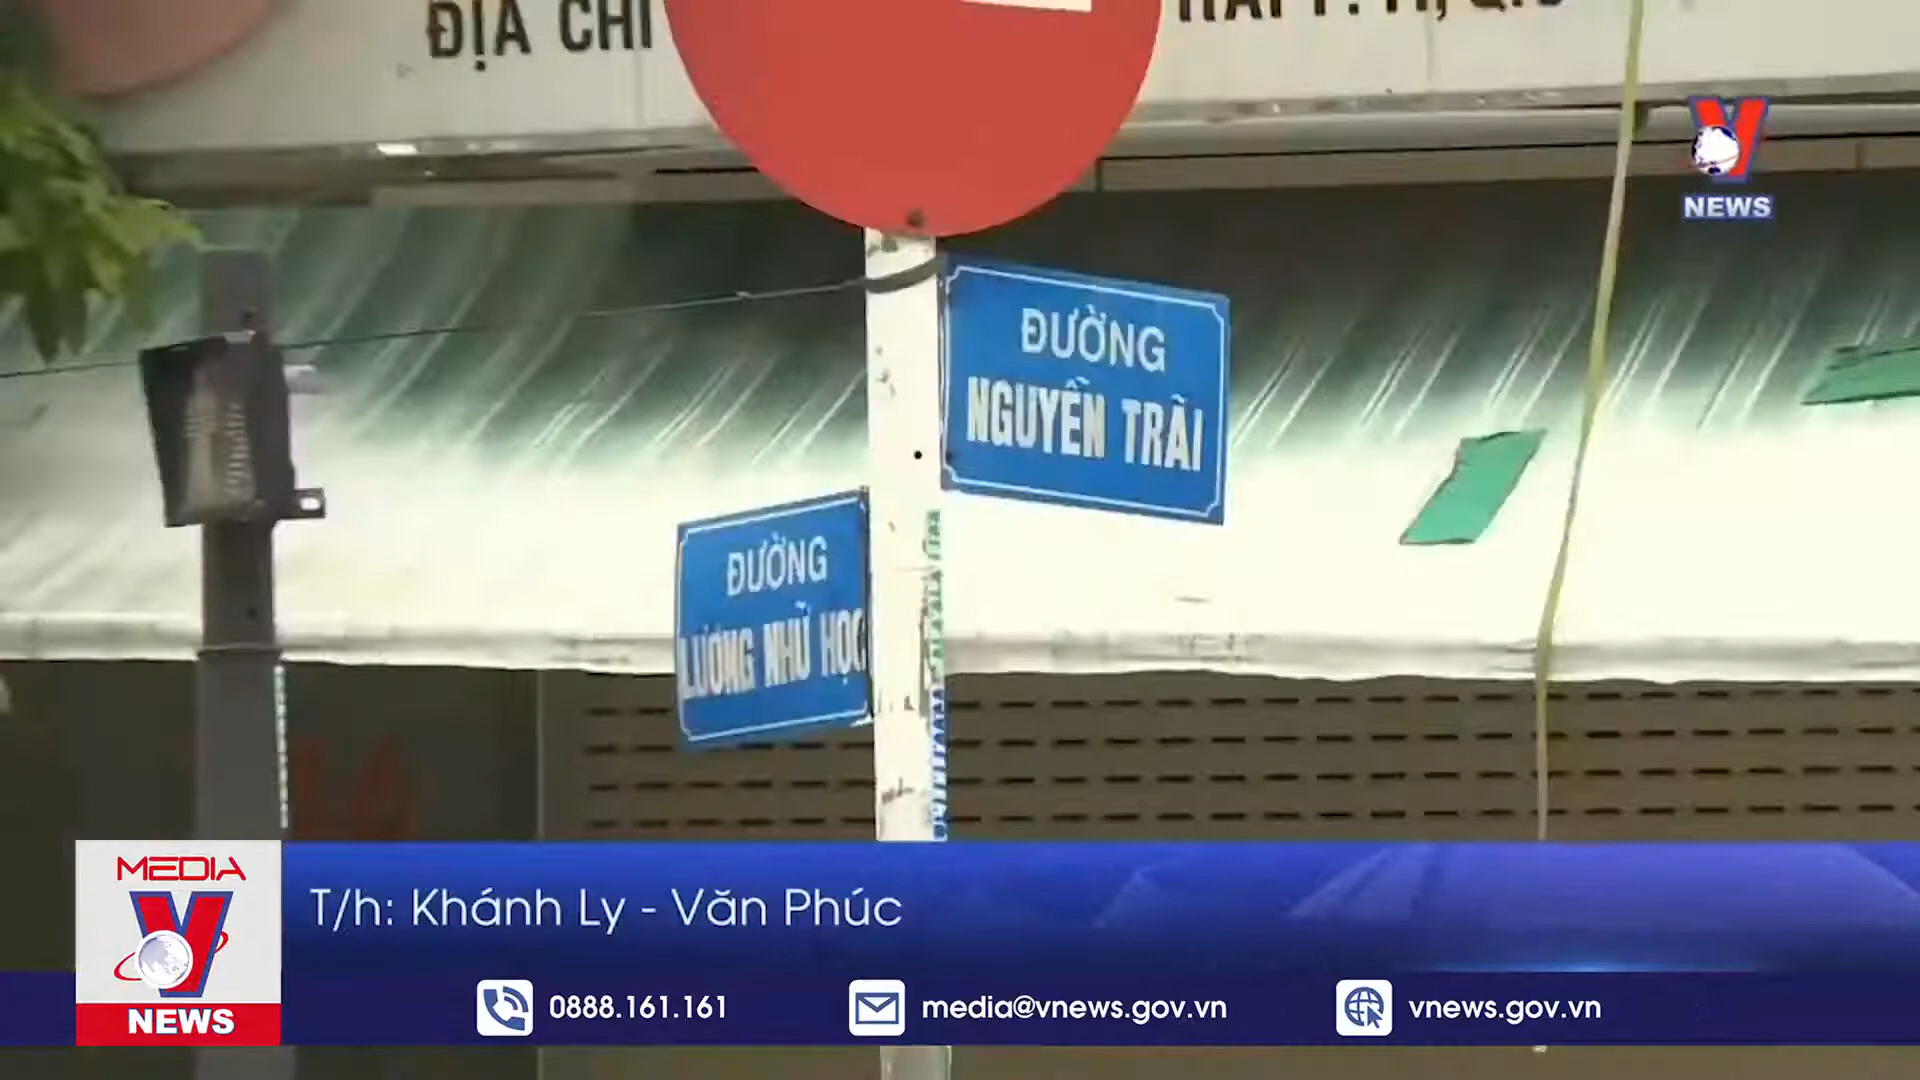 ĐỊA CHỈ
NEWS
ĐƯỜNG
NGUYỄN TRÃI
ĐƯỜNG
LƯƠNG NHỮ HỌC
MEDIA
NEWS
T/h: Khánh Ly - Văn Phúc
0888.161.161
media@vnews.gov.vn
vnews.gov.vn